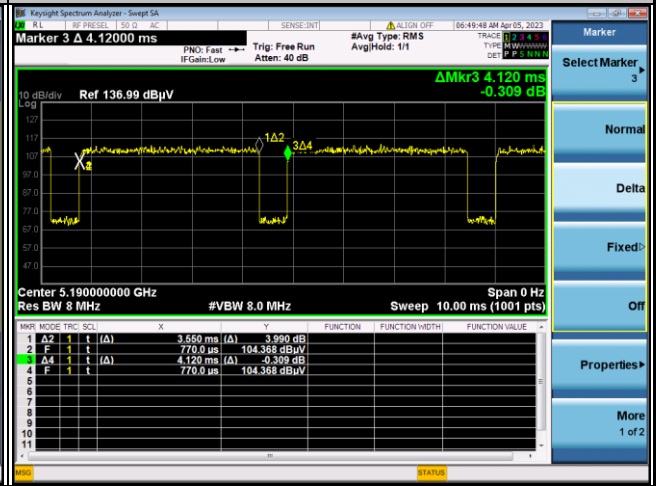 Keysight Spectrum Analyzer - Swept SA
RL RF PRESEL 50 Ω AC SENSE:INT ALIGN OFF 06:49:48 AM Apr 05, 2023
Marker 3 Δ 4.12000 ms
PNO: Fast
IFGain:Low
Trig: Free Run
Atten: 40 dB
#Avg Type: RMS
Avg|Hold: 1/1
TRACE 1 2 3 4 5 6
TYPE MWWWWW
DET P P S N N N
ΔMkr3 4.120 ms
-0.309 dB
10 dB/div Ref 136.99 dBµV
Log
127
117
107
97.0
87.0
77.0
67.0
57.0
47.0
1Δ2
3Δ4
Center 5.190000000 GHz Span 0 Hz
Res BW 8 MHz #VBW 8.0 MHz Sweep 10.00 ms (1001 pts)
MKR MODE TRC SCL X Y FUNCTION FUNCTION WIDTH FUNCTION VALUE
1 Δ2 1 t (Δ) 3.550 ms (Δ) 3.990 dB
2 F 1 t 770.0 µs 104.368 dBµV
3 Δ4 1 t (Δ) 4.120 ms (Δ) -0.309 dB
4 F 1 t 770.0 µs 104.368 dBµV
5
6
7
8
9
10
11
MSG STATUS
Marker
Select Marker
3
Normal
Delta
Fixed
Off
Properties
More
1 of 2